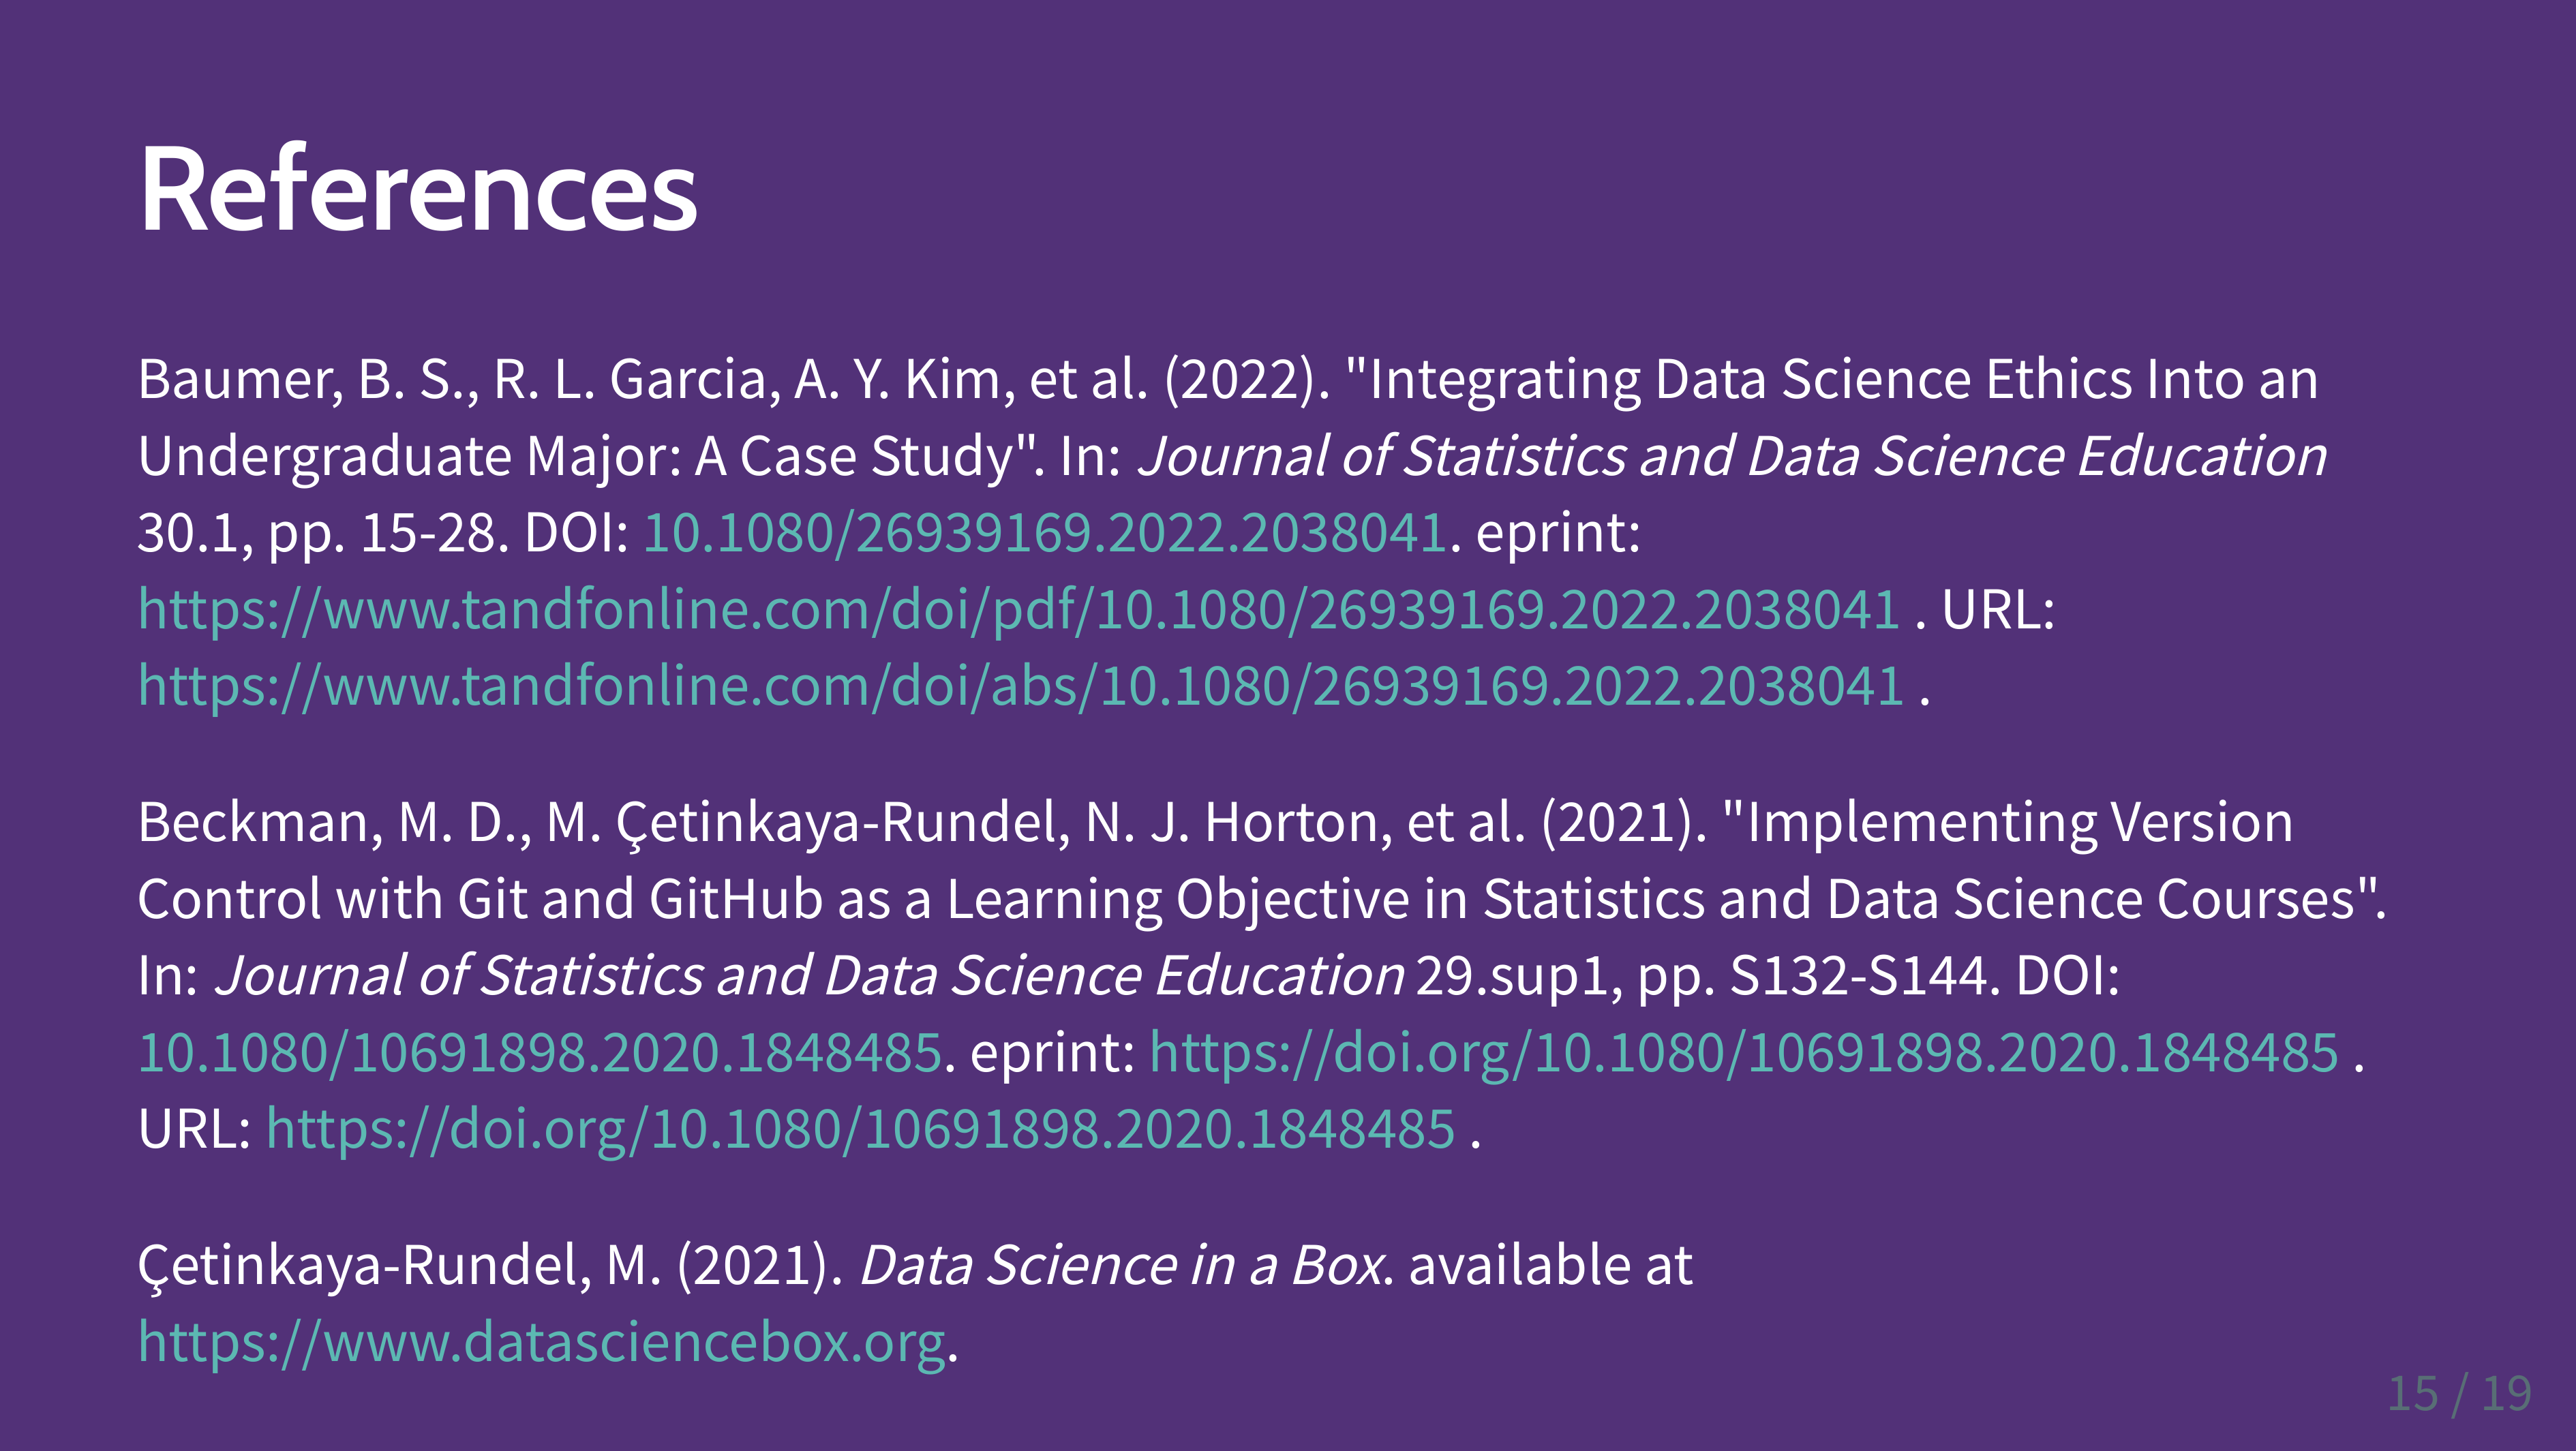 References
Baumer, B. S., R. L. Garcia, A. Y. Kim, et al. (2022). "Integrating Data Science Ethics Into an
Undergraduate Major: A Case Study". In: Journal of Statistics and Data Science Education
30.1, pp. 15-28. DOI: 10.1080/26939169.2022.2038041. eprint:
https://www.tandfonline.com/doi/pdf/10.1080/26939169.2022.2038041 . URL:
https://www.tandfonline.com/doi/abs/10.1080/26939169.2022.2038041 .
Beckman, M. D., M. Çetinkaya-Rundel, N. J. Horton, et al. (2021). "Implementing Version
Control with Git and GitHub as a Learning Objective in Statistics and Data Science Courses".
In: Journal of Statistics and Data Science Education 29.sup1, pp. S132-S144. DOI:
10.1080/10691898.2020.1848485. eprint: https://doi.org/10.1080/10691898.2020.1848485 .
URL: https://doi.org/10.1080/10691898.2020.1848485 .
Çetinkaya-Rundel, M. (2021). Data Science in a Box. available at
https://www.datasciencebox.org.
15 / 19